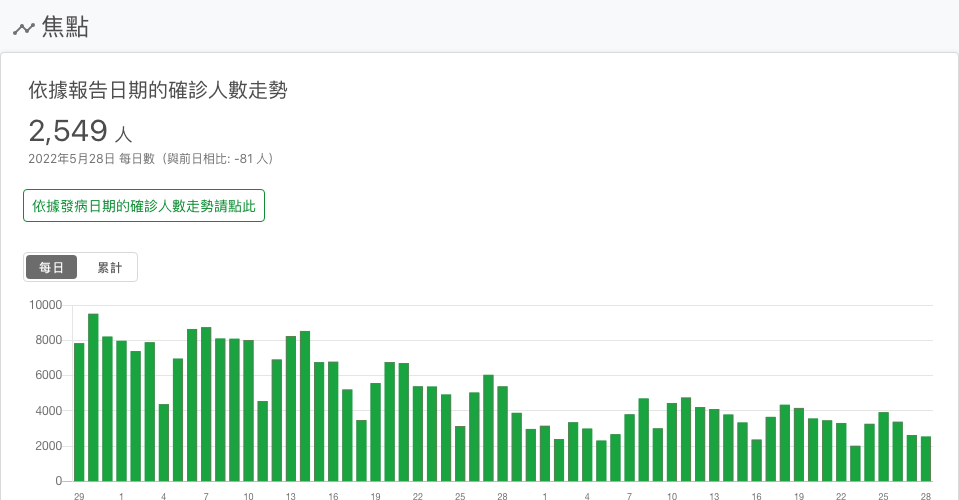 焦點
依據報告日期的確診人數走勢
2,549 人
2022年5月28日 每日數（與前日相比: -81 人）
依據發病日期的確診人數走勢請點此
每日 累計
10000
8000
6000
4000
2000
0
29 1 4 7 10 13 16 19 22 25 28 1 4 7 10 13 16 19 22 25 28